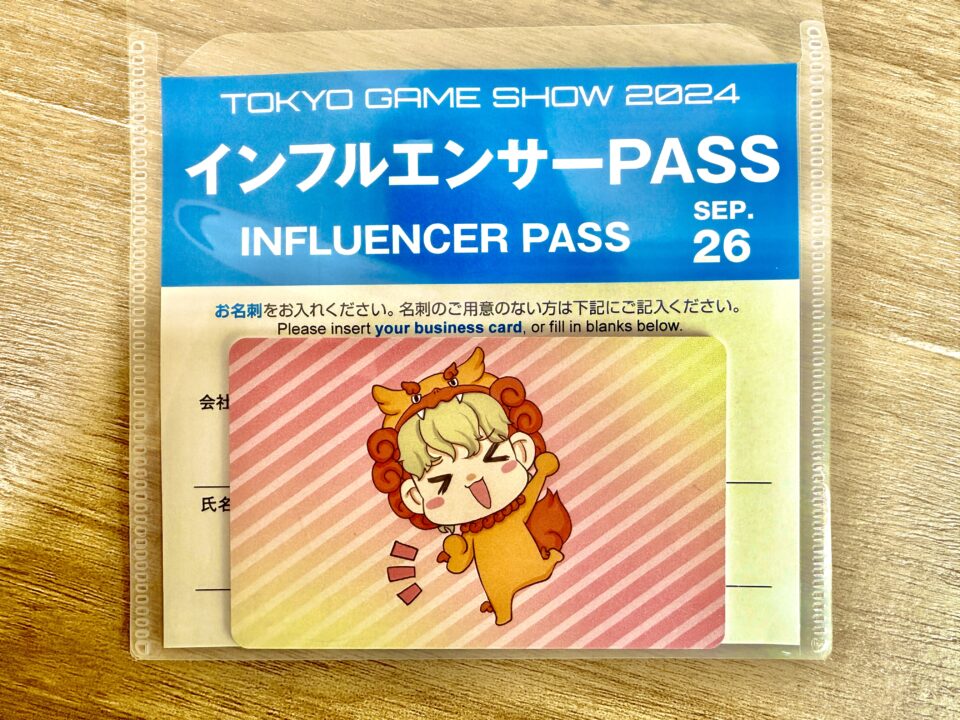 TOKYO GAME SHOW 2024
インフルエンサーPASS
INFLUENCER PASS
SEP.
26
お名刺をお入れください。名刺のご用意のない方は下記にご記入ください。
Please insert your business card, or fill in blanks below.
会社
氏名